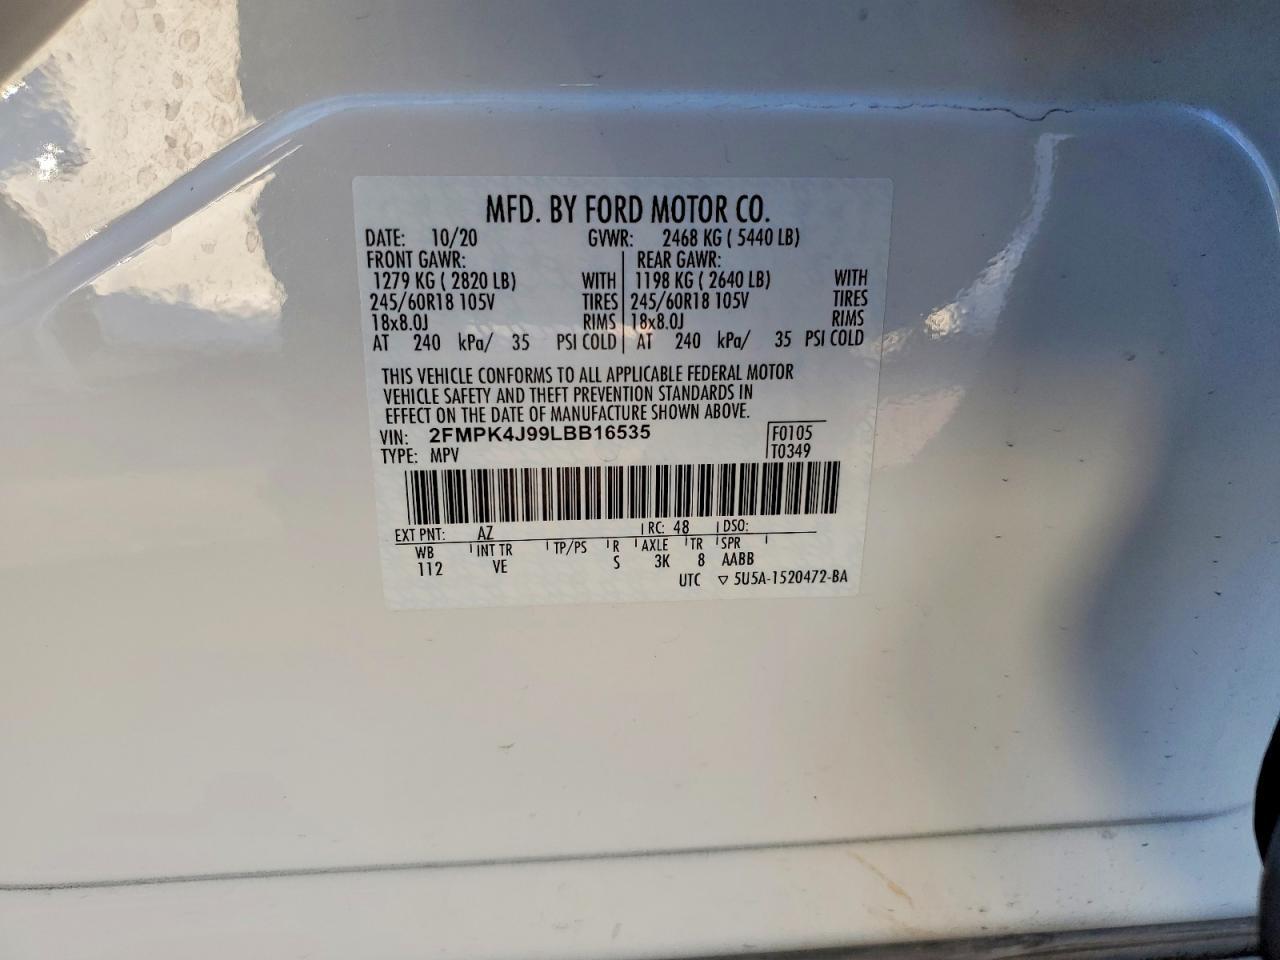 MFD. BY FORD MOTOR CO.
DATE: 10/20 GVWR: 2468 KG ( 5440 LB)
FRONT GAWR: REAR GAWR:
1279 KG ( 2820 LB) WITH 1198 KG ( 2640 LB) WITH
245/60R18 105V TIRES 245/60R18 105V TIRES
18x8.0J RIMS 18x8.0J RIMS
AT 240 kPa/ 35 PSI COLD AT 240 kPa/ 35 PSI COLD
THIS VEHICLE CONFORMS TO ALL APPLICABLE FEDERAL MOTOR
VEHICLE SAFETY AND THEFT PREVENTION STANDARDS IN
EFFECT ON THE DATE OF MANUFACTURE SHOWN ABOVE.
VIN: 2FMPK4J99LBB16535 F0105
TYPE: MPV T0349
EXT PNT: AZ RC: 48 DSO:
WB INT TR TP/PS R AXLE TR SPR
112 VE S 3K 8 AABB
UTC ▽ 5U5A-1520472-BA